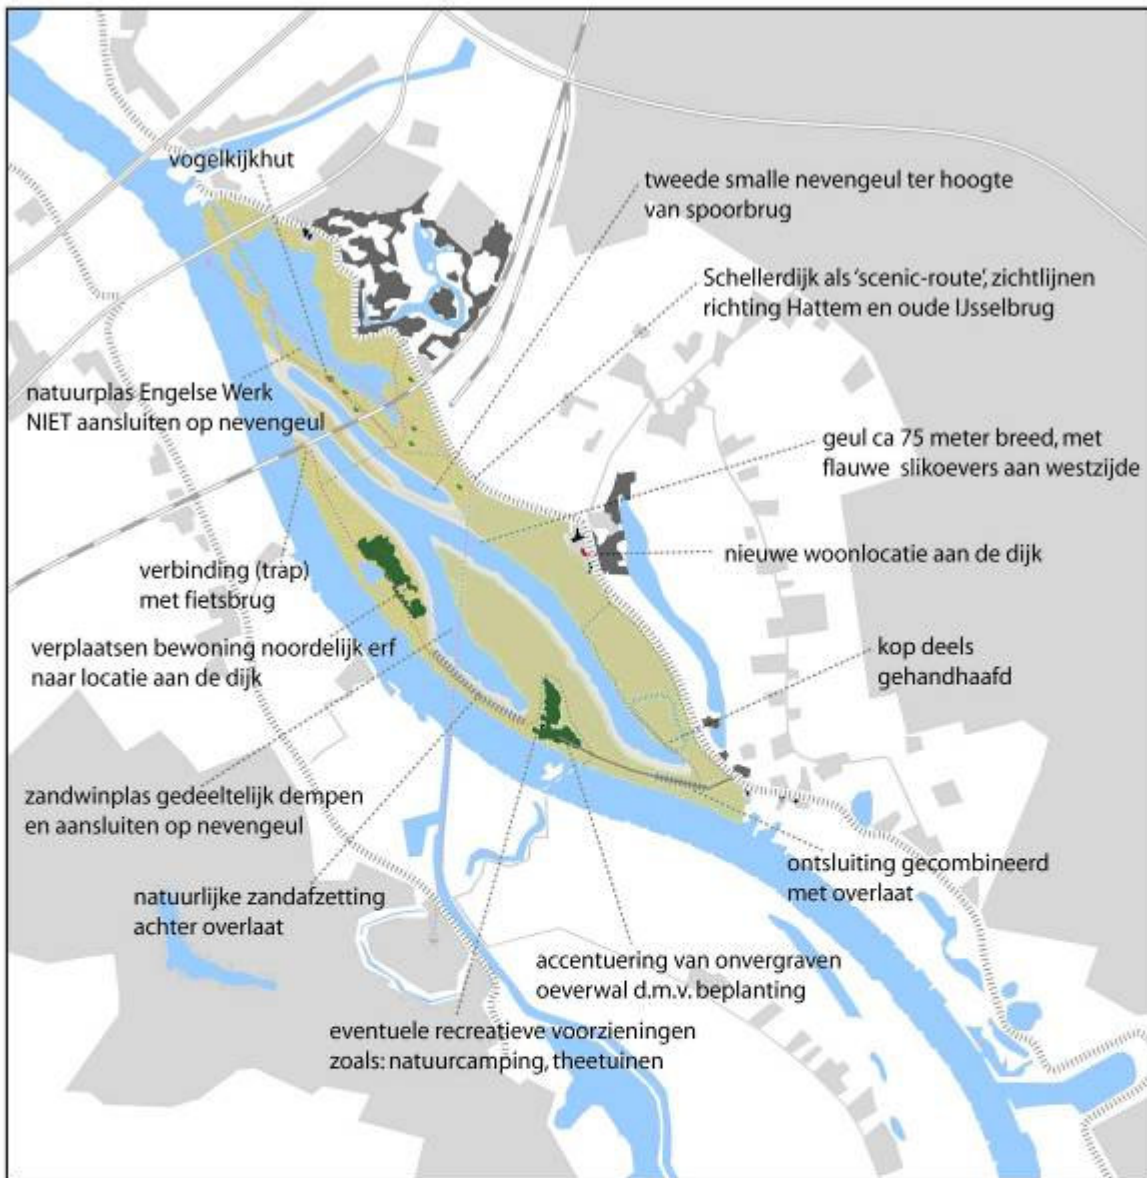 vogelkijkhut
tweede smalle nevengeul ter hoogte
van spoorbrug
Schellerdijk als ‘scenic-route’, zichtlijnen
richting Hattem en oude IJsselbrug
natuurplas Engelse Werk
NIET aansluiten op nevengeul
geul ca 75 meter breed, met
flauwe slikoevers aan westzijde
nieuwe woonlocatie aan de dijk
verbinding (trap)
met fietsbrug
verplaatsen bewoning noordelijk erf
naar locatie aan de dijk
kop deels
gehandhaafd
zandwinplas gedeeltelijk dempen
en aansluiten op nevengeul
ontsluiting gecombineerd
met overlaat
natuurlijke zandafzetting
achter overlaat
accentuering van onvergraven
oeverwal d.m.v. beplanting
eventuele recreatieve voorzieningen
zoals: natuurcamping, theetuinen